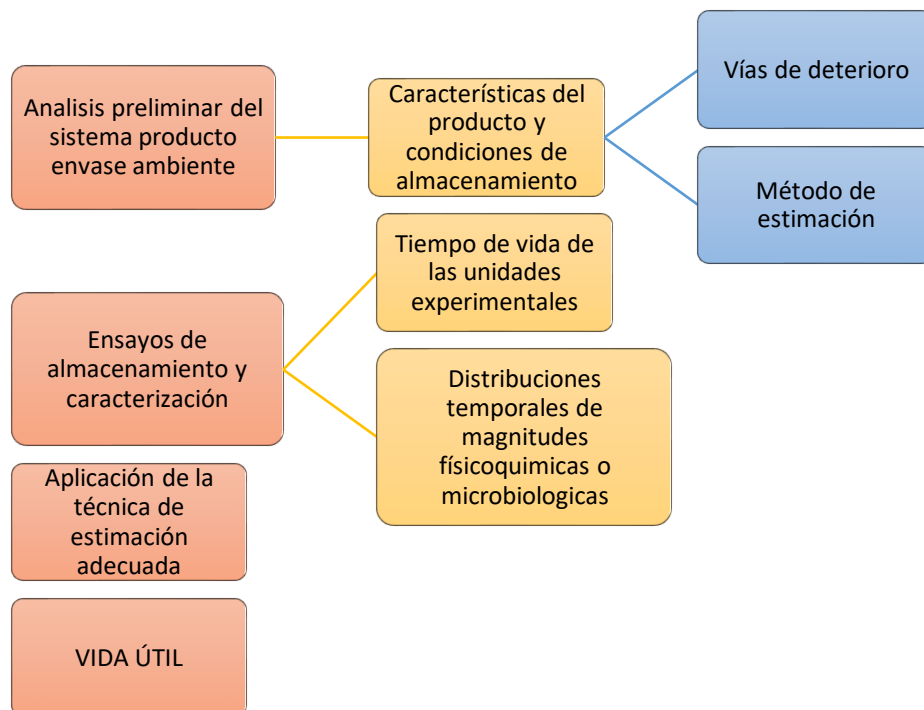 Analisis preliminar del
sistema producto
envase ambiente
Características del
producto y
condiciones de
almacenamiento
Vías de deterioro
Método de
estimación
Tiempo de vida de
las unidades
experimentales
Ensayos de
almacenamiento y
caracterización
Distribuciones
temporales de
magnitudes
físicoquimicas o
microbiologicas
Aplicación de la
técnica de
estimación
adecuada
VIDA ÚTIL